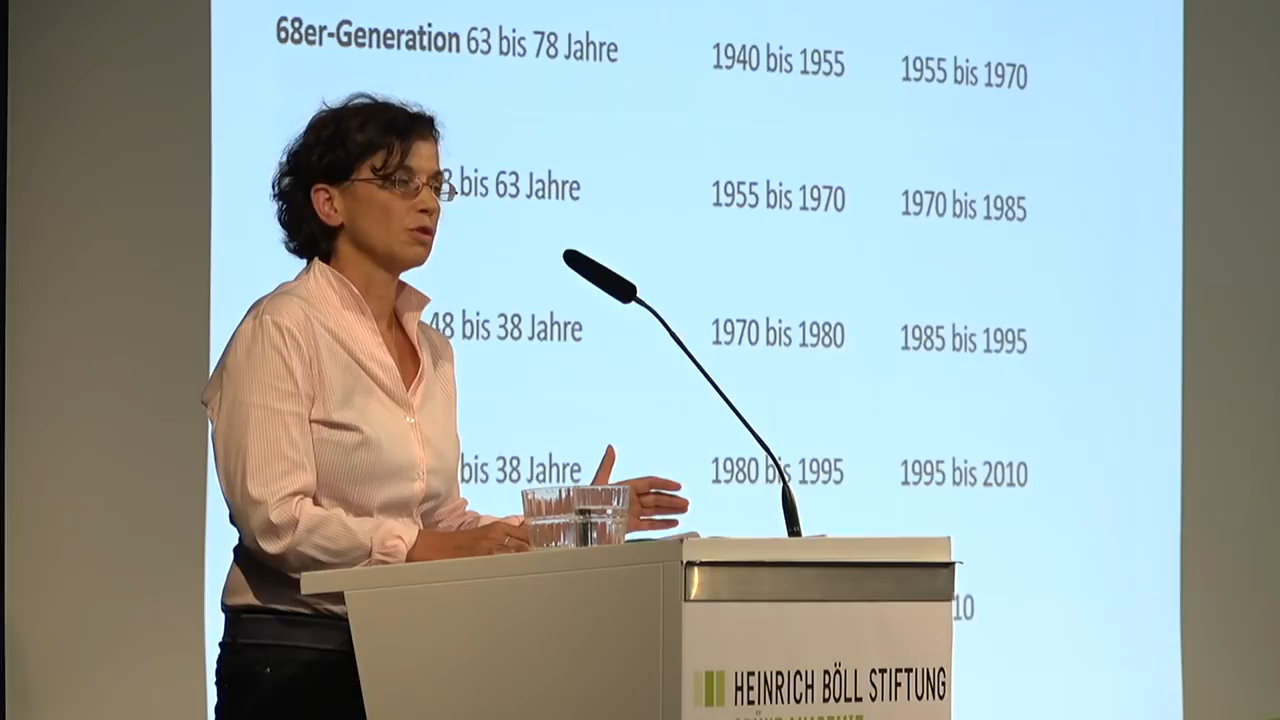 68er-Generation 63 bis 78 Jahre 1940 bis 1955 1955 bis 1970
bis 63 Jahre 1955 bis 1970 1970 bis 1985
48 bis 38 Jahre 1970 bis 1980 1985 bis 1995
bis 38 Jahre 1980 bis 1995 1995 bis 2010
10
HEINRICH BÖLL STIFTUNG